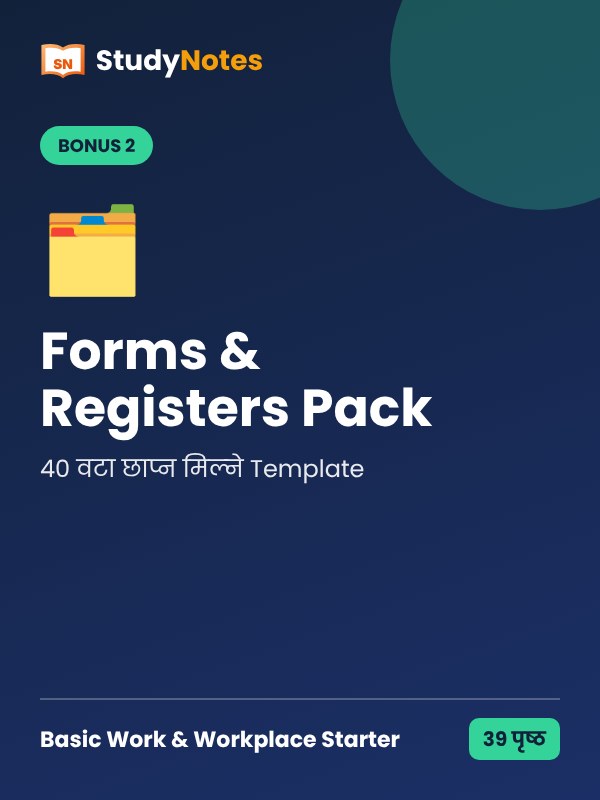 SN
StudyNotes
BONUS 2
Forms &
Registers Pack
40 वटा छाप्न मिल्ने Template
Basic Work & Workplace Starter
39 पृष्ठ